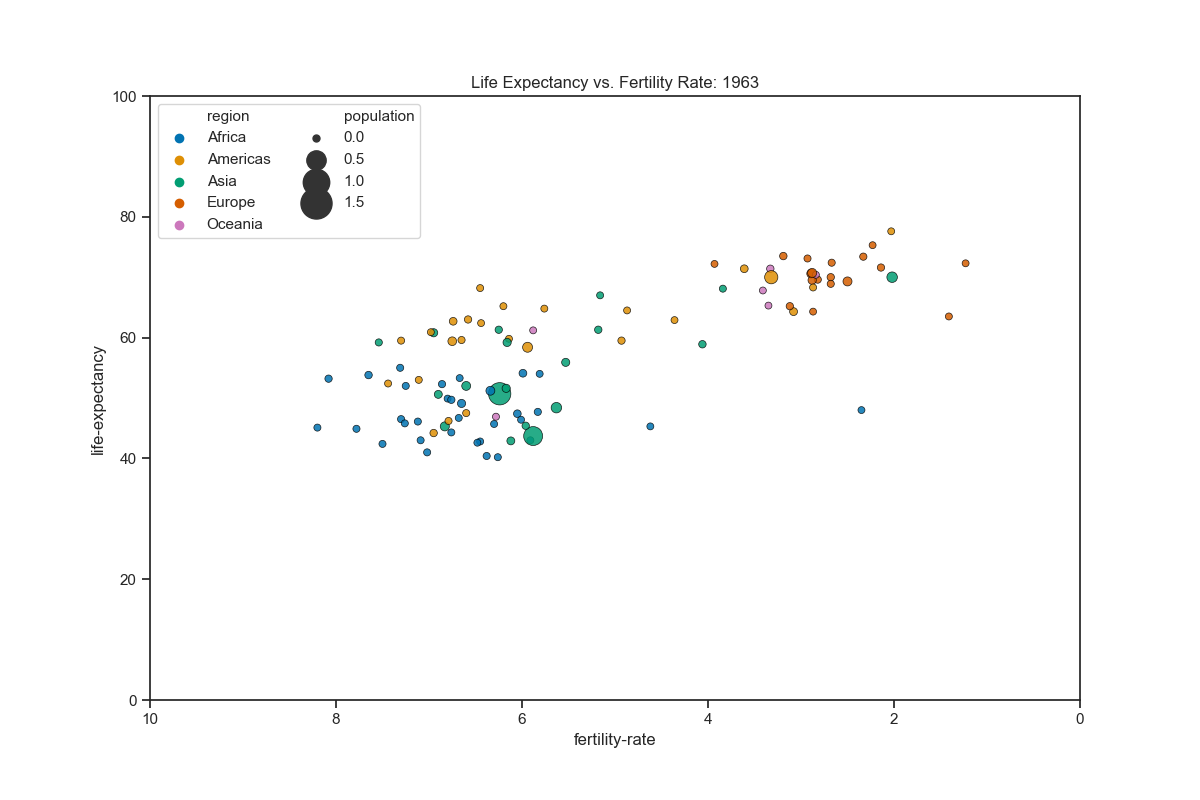 Life Expectancy vs. Fertility Rate: 1963
100
80
60
40
20
0
life-expectancy
region
Africa
Americas
Asia
Europe
Oceania
population
0.0
0.5
1.0
1.5
10
8
6
4
2
0
fertility-rate